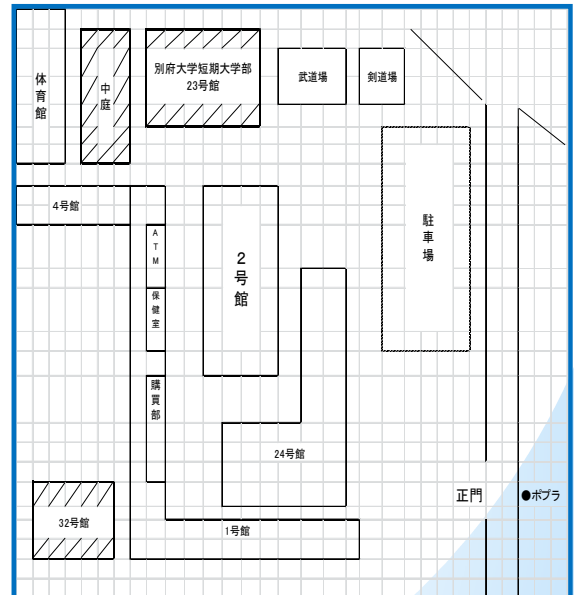 体育館
中庭
別府大学短期大学部
23号館
武道場
剣道場
4号館
ATM
保健室
購買部
2号館
駐車場
24号館
正門
●ポプラ
32号館
1号館